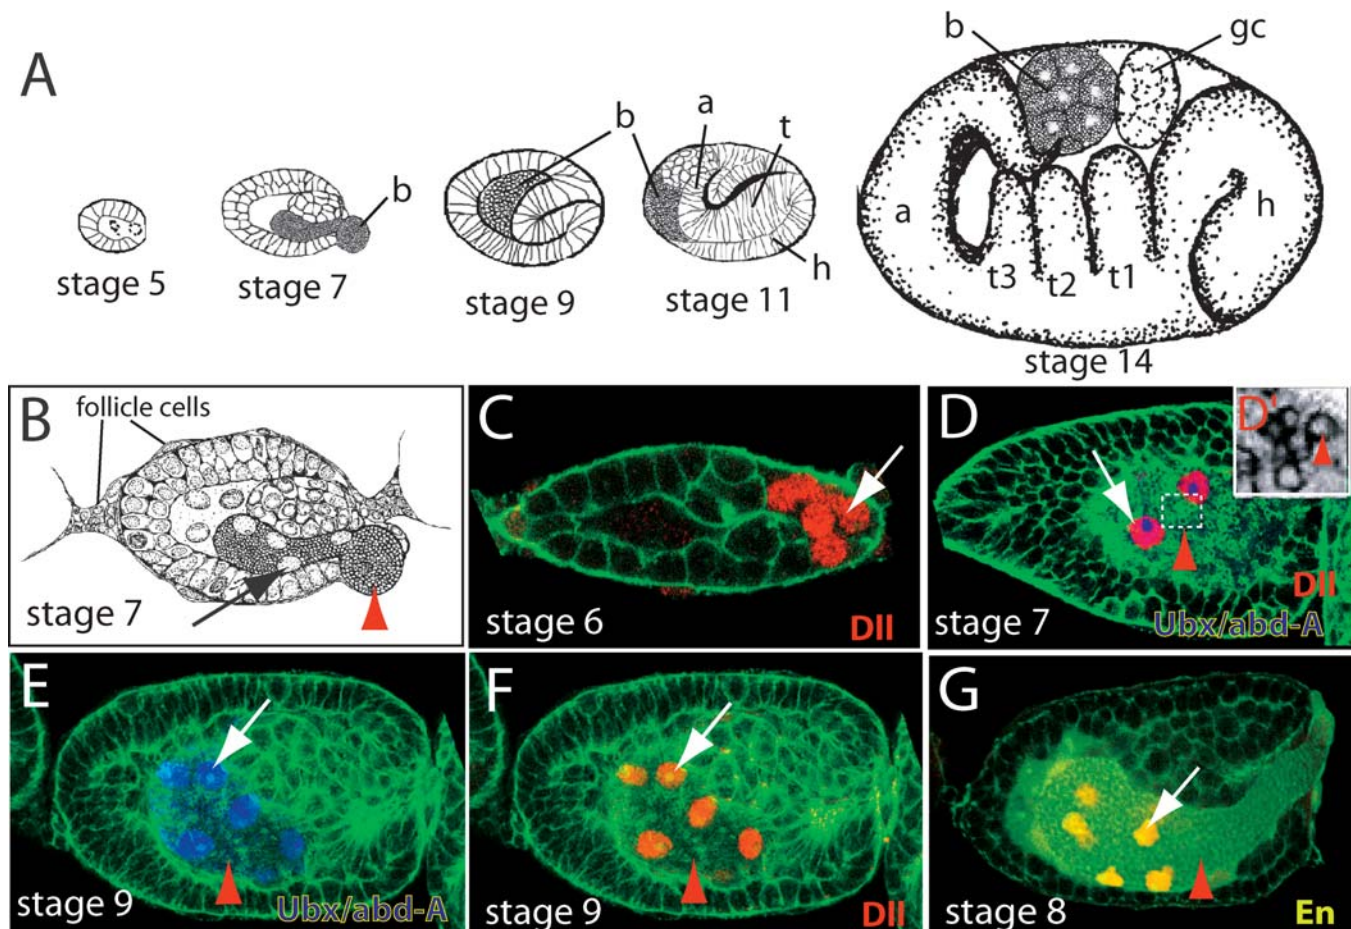 A
b
gc
b
a
t
b
a
h
h
t3
t2
t1
stage 5
stage 7
stage 9
stage 11
stage 14
B
follicle cells
stage 7
C
stage 6
Dll
D
D'
Dll
stage 7
Ubx/abd-A
E
stage 9
Ubx/abd-A
F
stage 9
Dll
G
stage 8
En